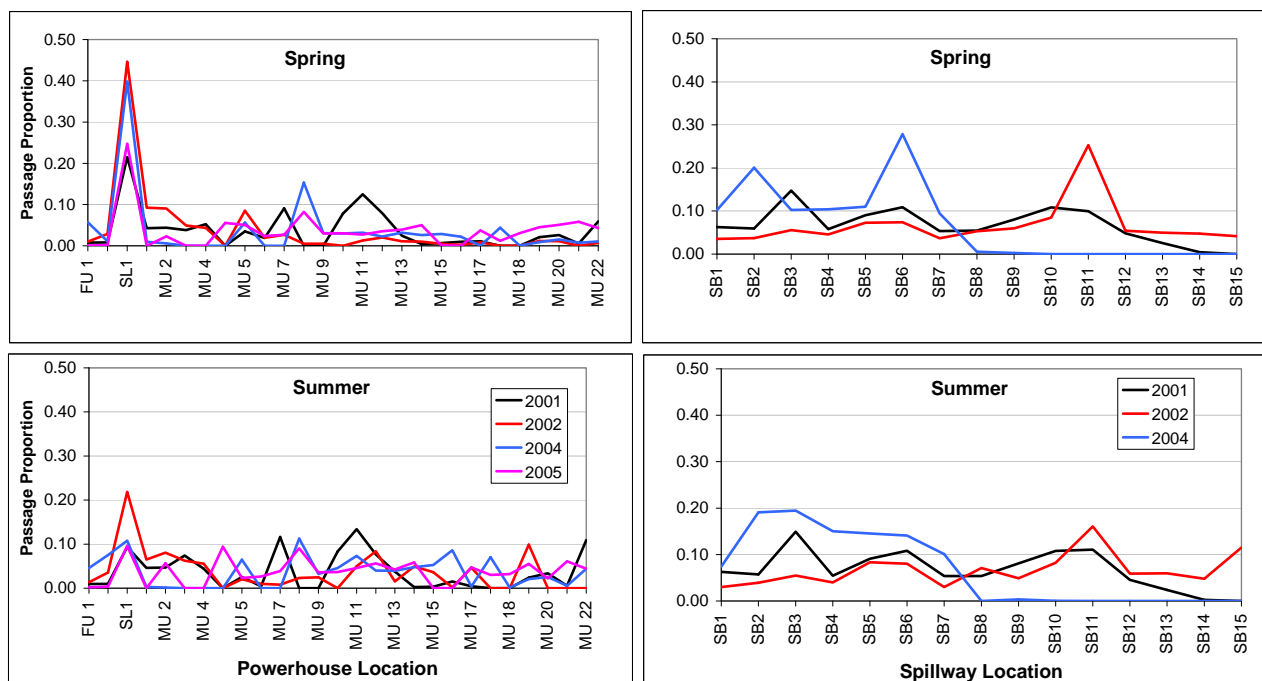 Spring
Passage Proportion
0.50
0.40
0.30
0.20
0.10
0.00
FU 1
SL1
MU 2
MU 4
MU 5
MU 7
MU 9
MU 11
MU 13
MU 15
MU 17
MU 18
MU 20
MU 22
Spring
0.50
0.40
0.30
0.20
0.10
0.00
SB1
SB2
SB3
SB4
SB5
SB6
SB7
SB8
SB9
SB10
SB11
SB12
SB13
SB14
SB15
Summer
Passage Proportion
0.50
0.40
0.30
0.20
0.10
0.00
2001
2002
2004
2005
FU 1
SL1
MU 2
MU 4
MU 5
MU 7
MU 9
MU 11
MU 13
MU 15
MU 17
MU 18
MU 20
MU 22
Powerhouse Location
Summer
0.50
0.40
0.30
0.20
0.10
0.00
2001
2002
2004
SB1
SB2
SB3
SB4
SB5
SB6
SB7
SB8
SB9
SB10
SB11
SB12
SB13
SB14
SB15
Spillway Location